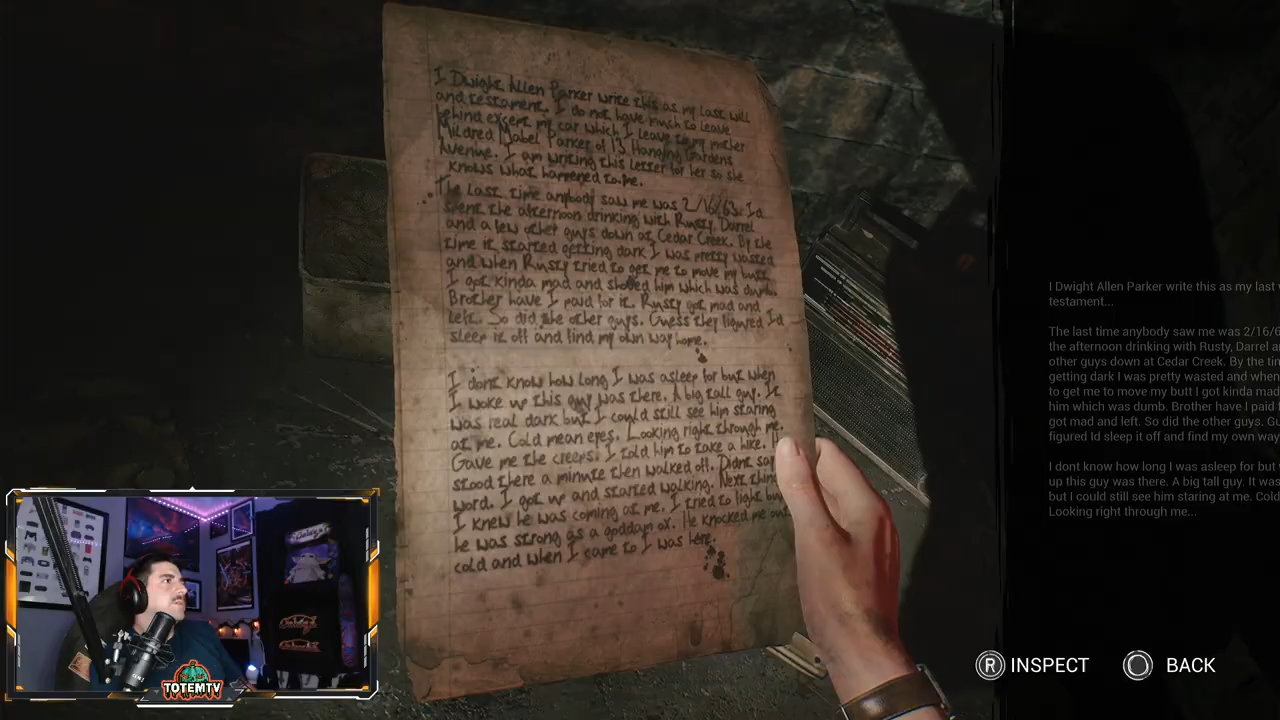 I Dwight Allen Parker write this as my last will
and testament. I do not have much to leave
behind except my car which I leave to my mother
Mildred Mabel Parker of 13 Hanging Gardens
Avenue. I am writing this letter for her so she
knows what happened to me.
The last time anybody saw me was 2/16/63. Id
spent the afternoon drinking with Rusty, Darrel
and a few other guys down at Cedar Creek. By the
time it started getting dark I was pretty wasted
and when Rusty tried to get me to move my butt
I got kinda mad and shoved him which was dumb.
Brother have I paid for it. Rusty got mad and
left. So did the other guys. Guess they figured Id
sleep it off and find my own way home.
I dont know how long I was asleep for but when
I woke up this guy was there. A big tall guy. It
was real dark but I could still see him staring
at me. Cold mean eyes. Looking right through me.
Gave me the creeps. I told him to take a hike. H
stood there a minute then walked off. Didnt say
word. I got up and started walking. Next thin
I knew he was coming at me. I tried to fight bu
he was strong as a goddam ox. He knocked me out
cold and when I came to I was here.
I Dwight Allen Parker write this as my last
testament...
The last time anybody saw me was 2/16/6
the afternoon drinking with Rusty, Darrel a
other guys down at Cedar Creek. By the tim
getting dark I was pretty wasted and when
to get me to move my butt I got kinda mad
him which was dumb. Brother have I paid f
got mad and left. So did the other guys. Gu
figured Id sleep it off and find my own way
I dont know how long I was asleep for but
up this guy was there. A big tall guy. It was
but I could still see him staring at me. Cold
Looking right through me...
R INSPECT
BACK
TOTEMTV